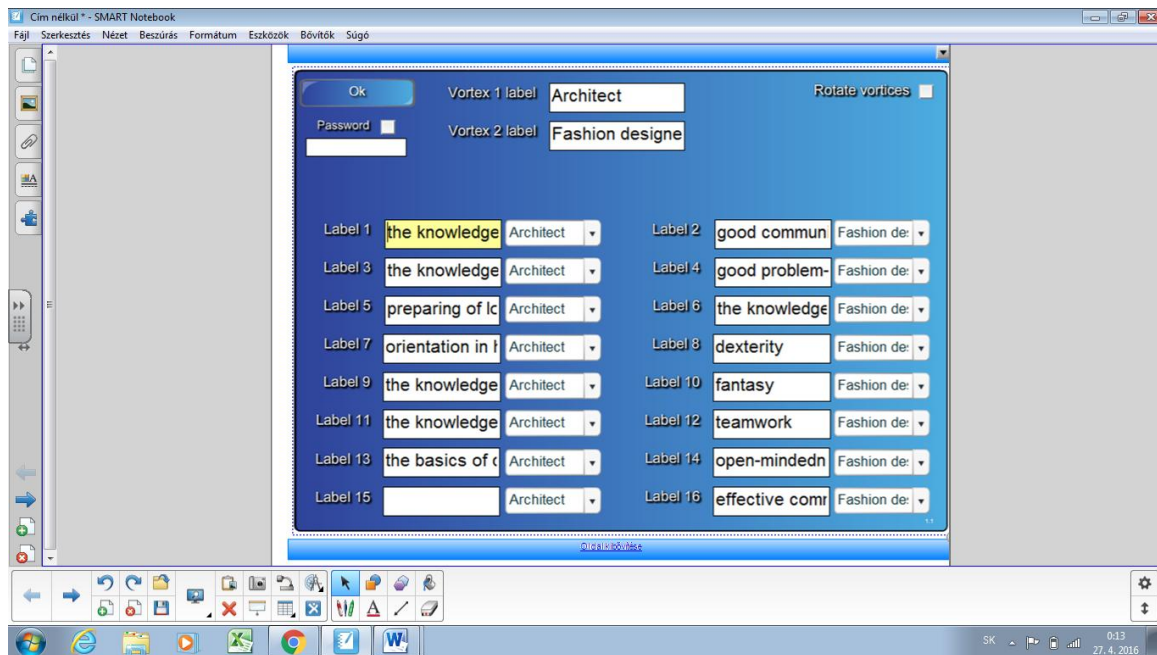 Cím nélkül * - SMART Notebook
Fájl Szerkesztés Nézet Beszúrás Formátum Eszközök Bővítők Súgó
Ok Vortex 1 label Architect Rotate vortices
Password Vortex 2 label Fashion designe
Label 1 the knowledge Architect Label 2 good commun Fashion de
Label 3 the knowledge Architect Label 4 good problem- Fashion de
Label 5 preparing of lo Architect Label 6 the knowledge Fashion de
Label 7 orientation in h Architect Label 8 dexterity Fashion de
Label 9 the knowledge Architect Label 10 fantasy Fashion de
Label 11 the knowledge Architect Label 12 teamwork Fashion de
Label 13 the basics of Architect Label 14 open-mindedn Fashion de
Label 15 Architect Label 16 effective comm Fashion de
Oldal kibővítése
SK 0:13
27. 4. 2016